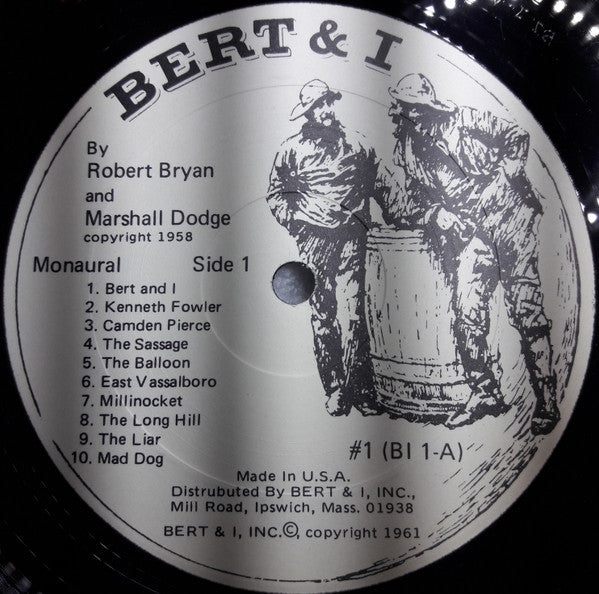 BERT & I
By
Robert Bryan
and
Marshall Dodge
copyright 1958
Monaural Side 1
1. Bert and I
2. Kenneth Fowler
3. Camden Pierce
4. The Sassage
5. The Balloon
6. East Vassalboro
7. Millinocket
8. The Long Hill
9. The Liar
10. Mad Dog
#1 (BI 1-A)
Made In U.S.A.
Distrubuted By BERT & I, INC.,
Mill Road, Ipswich, Mass. 01938
BERT & I, INC.©, copyright 1961